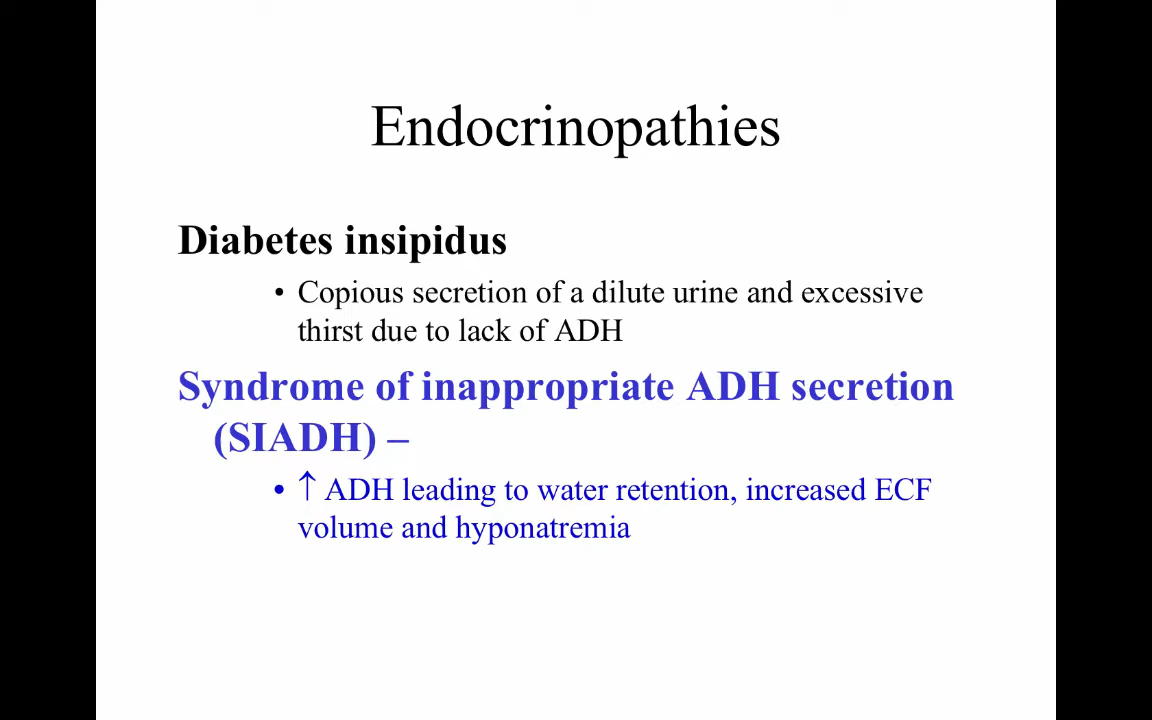 Endocrinopathies
Diabetes insipidus
• Copious secretion of a dilute urine and excessive
thirst due to lack of ADH
Syndrome of inappropriate ADH secretion
(SIADH) –
• ↑ ADH leading to water retention, increased ECF
volume and hyponatremia